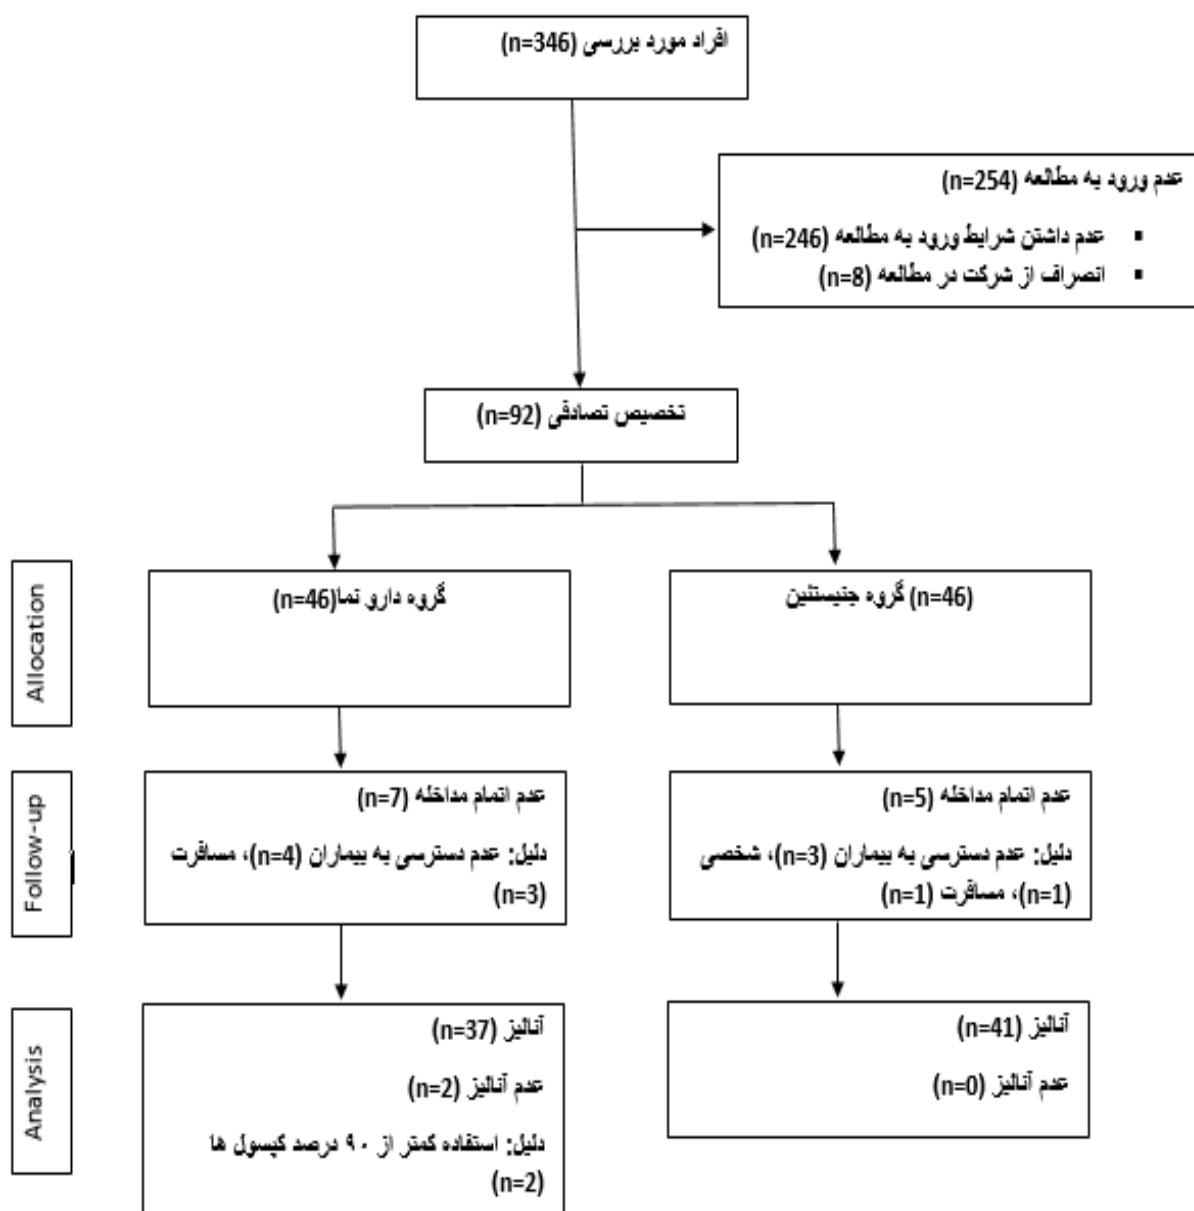 افراد مورد بررسی (n=346)
عدم ورود به مطالعه (n=254)
▪ عدم داشتن شرایط ورود به مطالعه (n=246)
▪ انصراف از شرکت در مطالعه (n=8)
تخصیص تصادفی (n=92)
Allocation
گروه دارو نما(n=46)
(n=46) گروه جنیستئین
Follow-up
عدم اتمام مداخله (n=7)
دلیل: عدم دسترسی به بیماران (n=4)، مسافرت
(n=3)
عدم اتمام مداخله (n=5)
دلیل: عدم دسترسی به بیماران (n=3)، شخصی
(n=1)، مسافرت (n=1)
Analysis
آنالیز (n=37)
عدم آنالیز (n=2)
دلیل: استفاده کمتر از ۹۰ درصد کپسول ها
(n=2)
آنالیز (n=41)
عدم آنالیز (n=0)